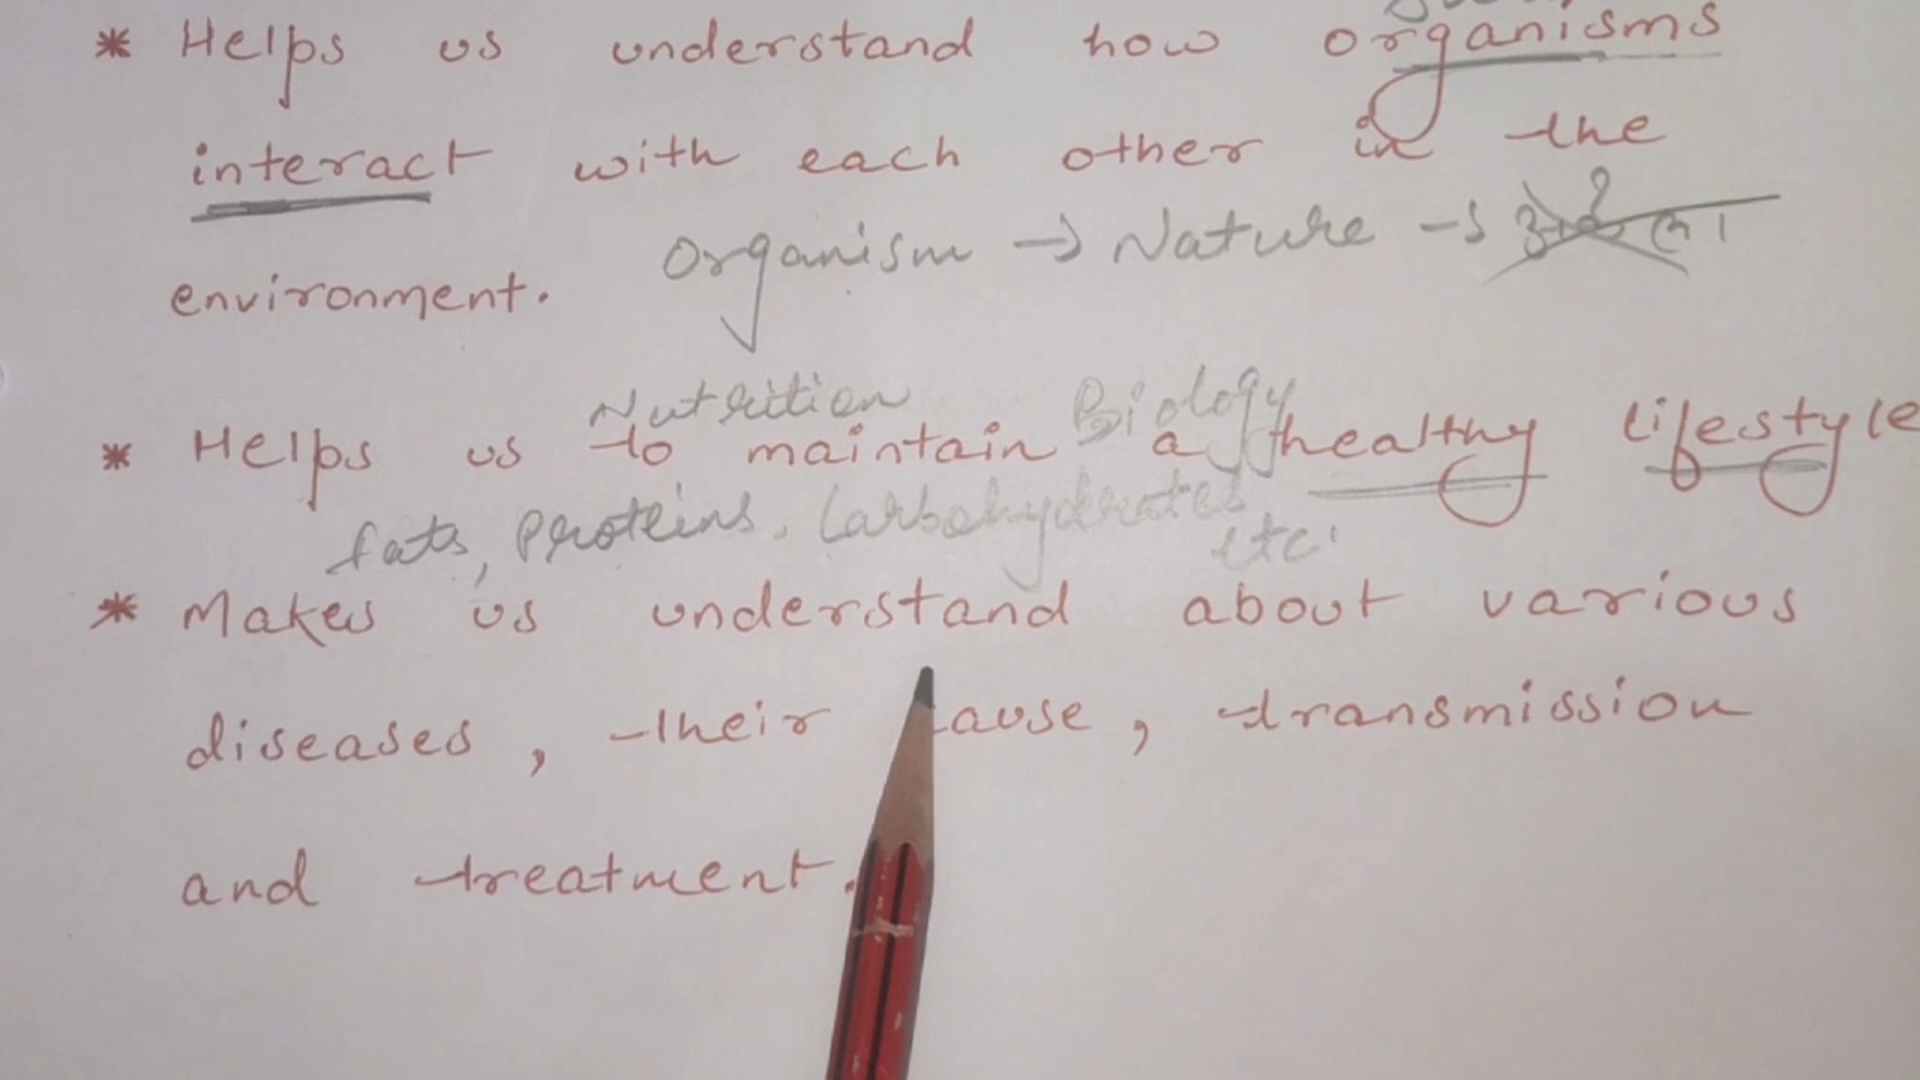 * Helps us understand how organisms
interact with each other in the
Organism → Nature →
environment.
Nutrition Biology
* Helps us to maintain a healthy lifestyle
fats, Proteins, Carbohydrates
etc.
* Makes us understand about various
diseases, their cause, transmission
and treatment.